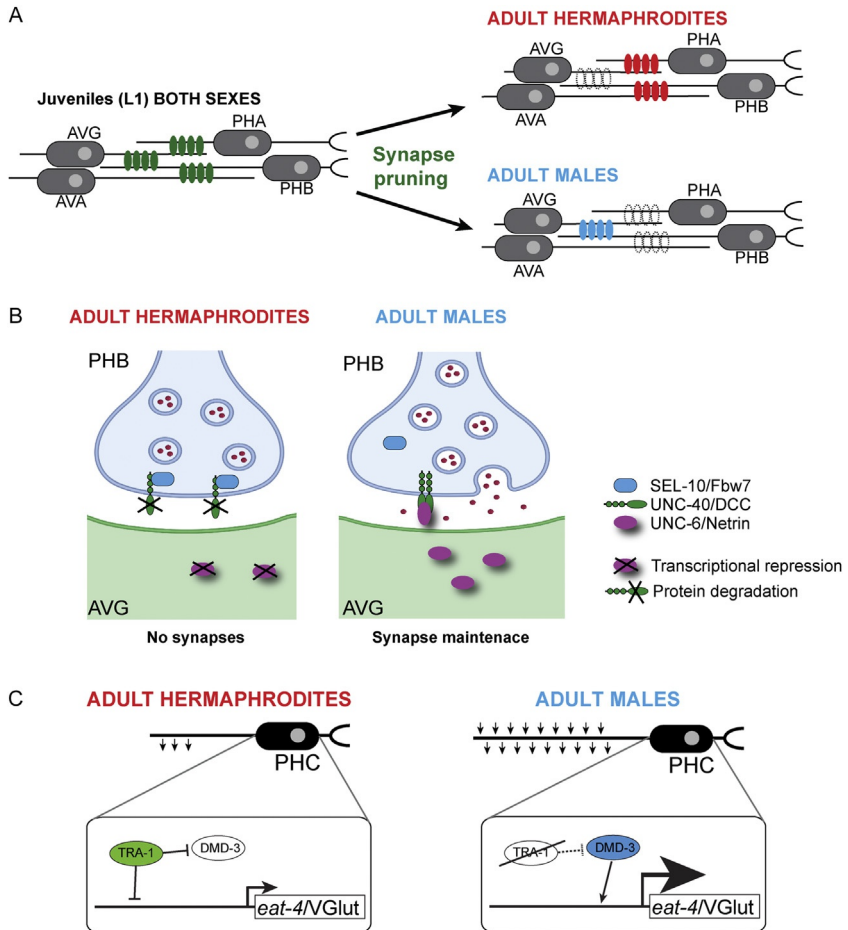 A
Juveniles (L1) BOTH SEXES
AVG
PHA
AVA
PHB
Synapse
pruning
ADULT HERMAPHRODITES
AVG
PHA
AVA
PHB
ADULT MALES
AVG
PHA
AVA
PHB
B
ADULT HERMAPHRODITES
PHB
AVG
No synapses
ADULT MALES
PHB
AVG
Synapse maintenace
SEL-10/Fbw7
UNC-40/DCC
UNC-6/Netrin
Transcriptional repression
Protein degradation
C
ADULT HERMAPHRODITES
PHC
TRA-1
DMD-3
eat-4/VGlut
ADULT MALES
PHC
TRA-1
DMD-3
eat-4/VGlut